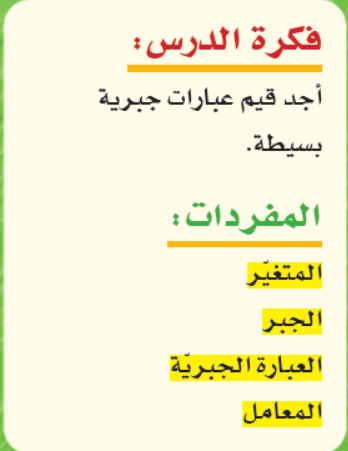 فكرة الدرس:
أجد قيم عبارات جبرية
بسيطة.
المفردات:
المتغيّر
الجبر
العبارة الجبريّة
المعامل